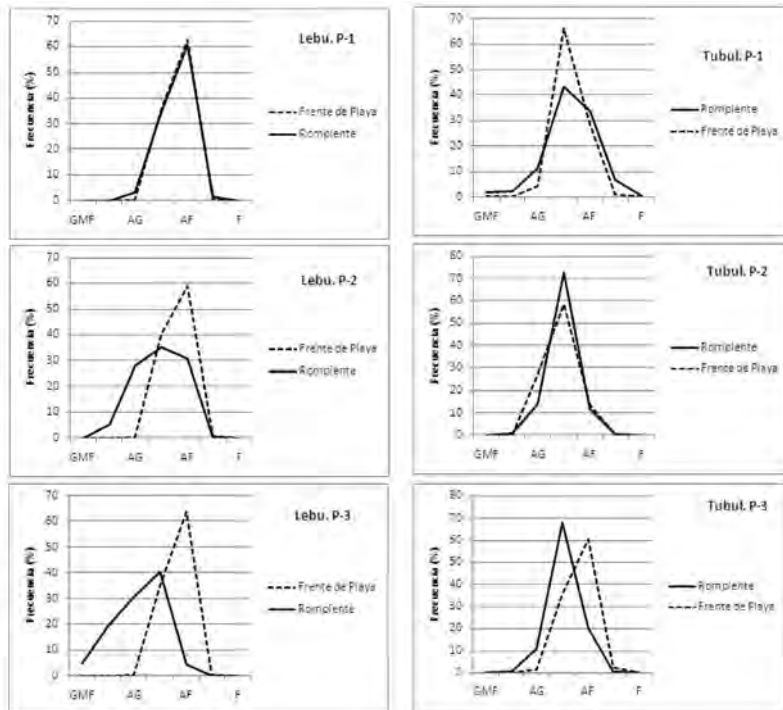 Lebu. P-1
Frecuencia (%)
70
60
50
40
30
20
10
0
GMF AG AF F
Frente de Playa
Rompiente
Tubul. P-1
Frecuencia (%)
70
60
50
40
30
20
10
0
GMF AG AF F
Rompiente
Frente de Playa
Lebu. P-2
Frecuencia (%)
70
60
50
40
30
20
10
0
GMF AG AF F
Frente de Playa
Rompiente
Tubul. P-2
Frecuencia (%)
80
70
60
50
40
30
20
10
0
GMF AG AF F
Rompiente
Frente de Playa
Lebu. P-3
Frecuencia (%)
70
60
50
40
30
20
10
0
GMF AG AF F
Frente de Playa
Rompiente
Tubul. P-3
Frecuencia (%)
80
70
60
50
40
30
20
10
0
GMF AG AF F
Rompiente
Frente de Playa